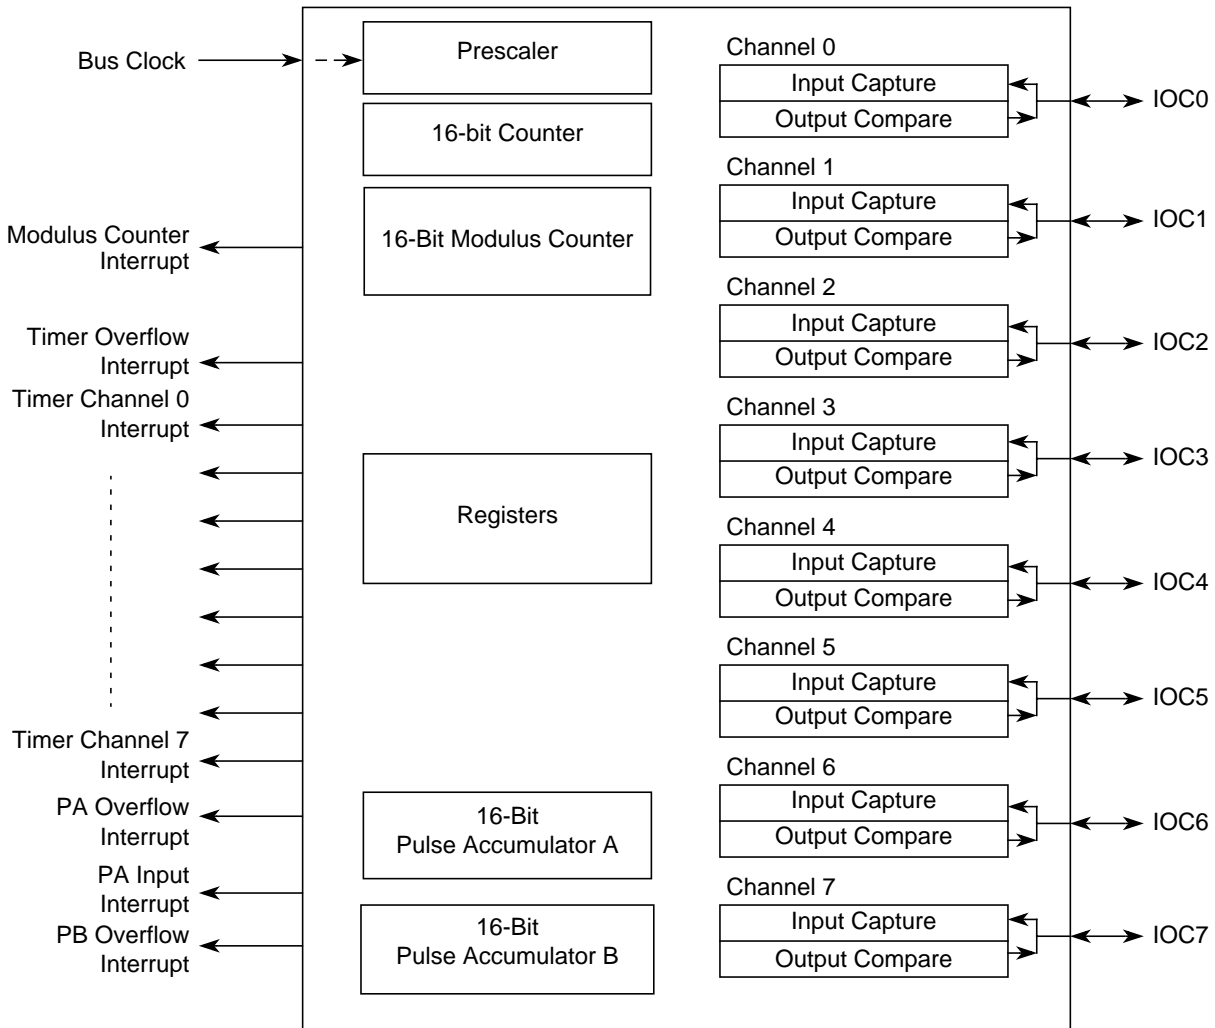 Bus Clock
Modulus Counter
Interrupt
Timer Overflow
Interrupt
Timer Channel 0
Interrupt
Timer Channel 7
Interrupt
PA Overflow
Interrupt
PA Input
Interrupt
PB Overflow
Interrupt
Prescaler
16-bit Counter
16-Bit Modulus Counter
Registers
16-Bit
Pulse Accumulator A
16-Bit
Pulse Accumulator B
Channel 0
Input Capture
Output Compare
IOC0
Channel 1
Input Capture
Output Compare
IOC1
Channel 2
Input Capture
Output Compare
IOC2
Channel 3
Input Capture
Output Compare
IOC3
Channel 4
Input Capture
Output Compare
IOC4
Channel 5
Input Capture
Output Compare
IOC5
Channel 6
Input Capture
Output Compare
IOC6
Channel 7
Input Capture
Output Compare
IOC7